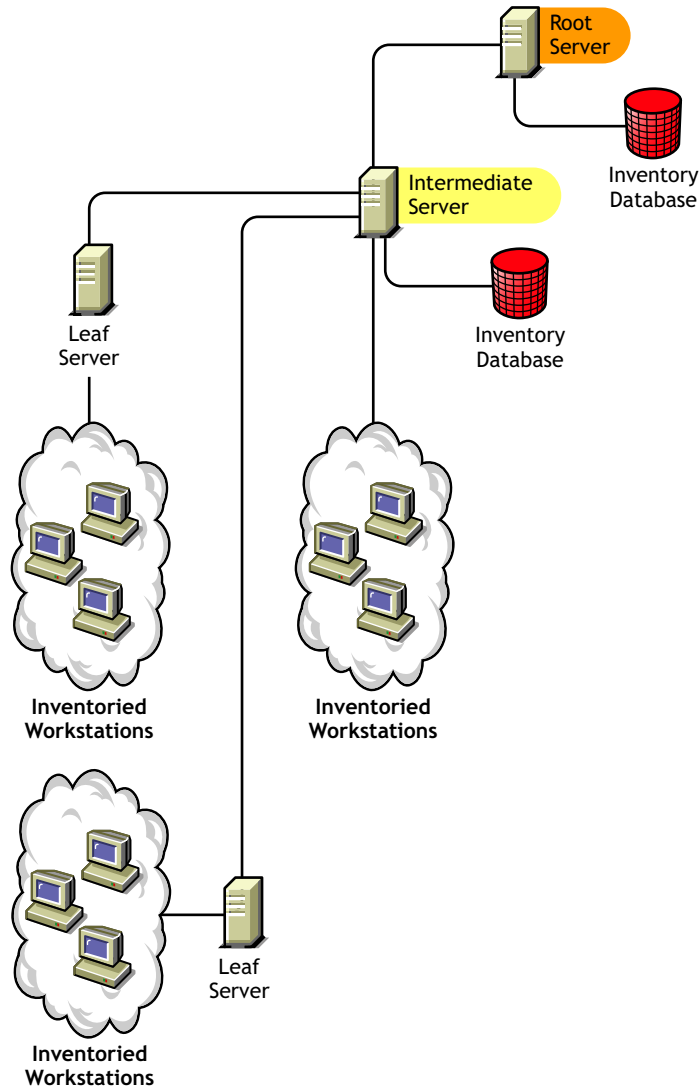 Root
Server
Inventory
Database
Intermediate
Server
Inventory
Database
Leaf
Server
Inventoried
Workstations
Inventoried
Workstations
Leaf
Server
Inventoried
Workstations